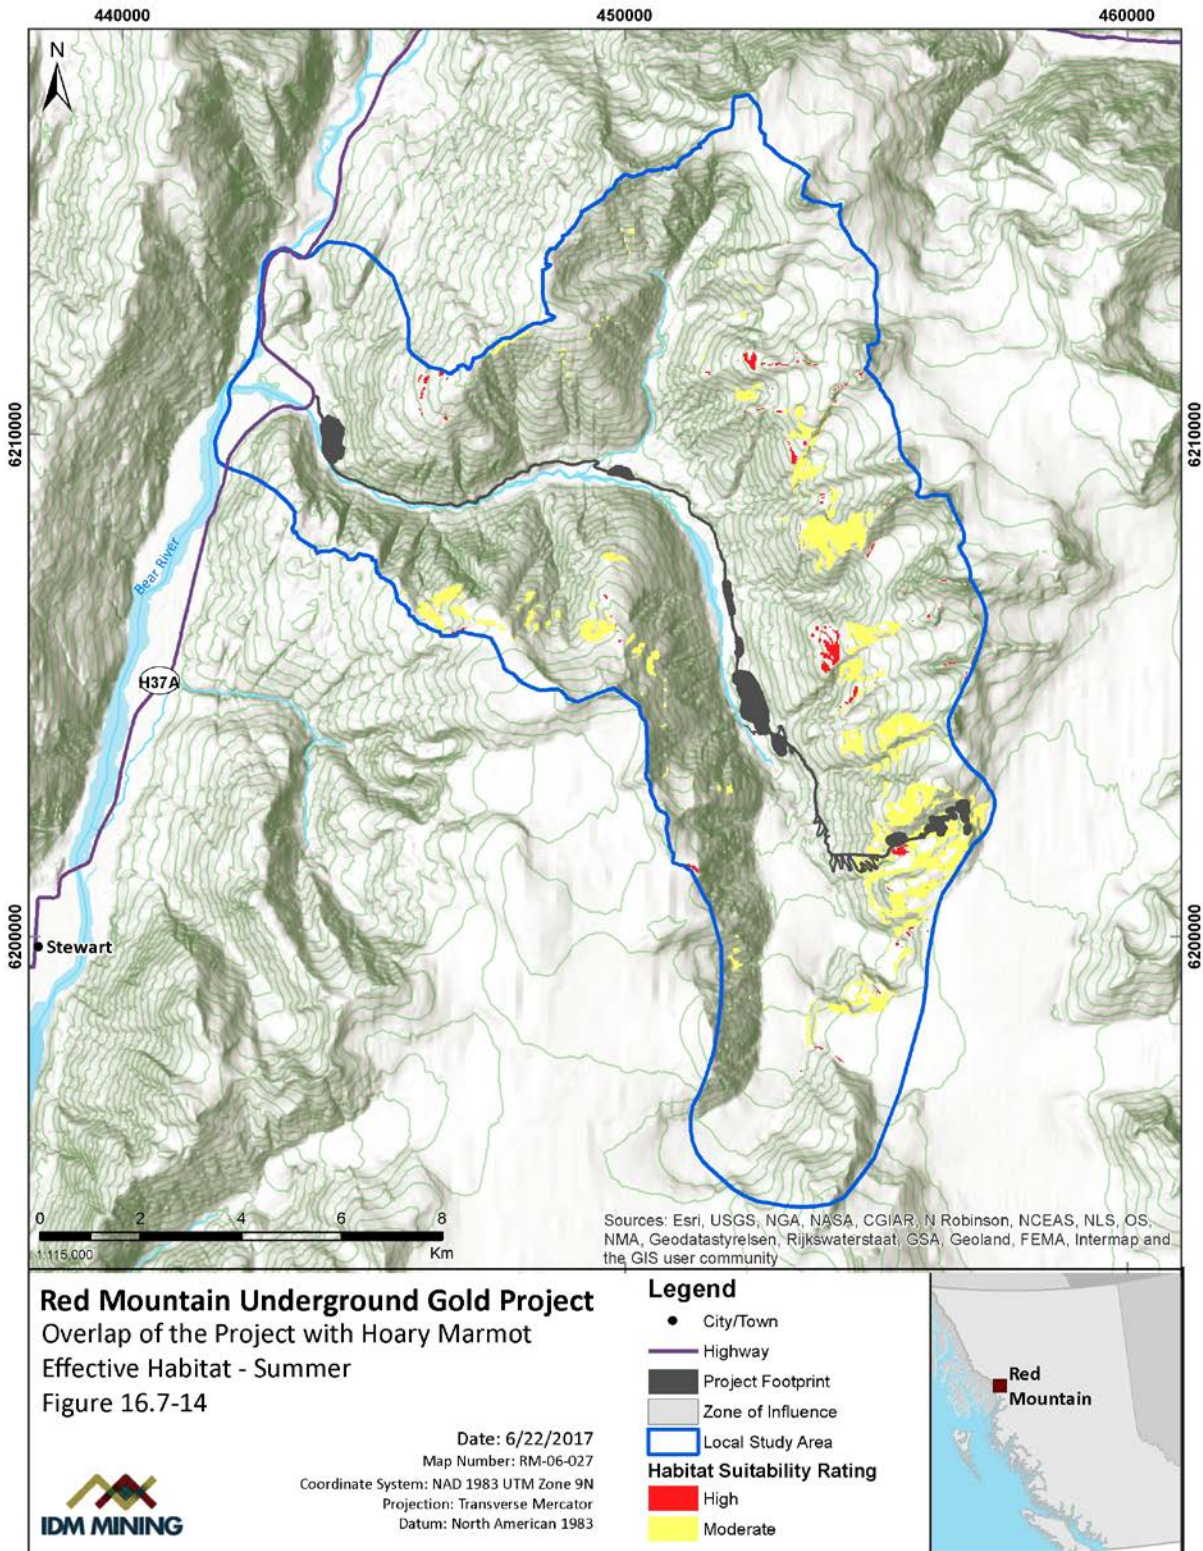 440000 450000 460000
N
6210000 6210000
Bear River
H37A
6200000 6200000
Stewart
0 2 4 6 8
1:115,000 Km
Sources: Esri, USGS, NGA, NASA, CGIAR, N Robinson, NCEAS, NLS, OS,
NMA, Geodatastyrelsen, Rijkswaterstaat, GSA, Geoland, FEMA, Intermap and
the GIS user community
Red Mountain Underground Gold Project
Overlap of the Project with Hoary Marmot
Effective Habitat - Summer
Figure 16.7-14
Date: 6/22/2017
Map Number: RM-06-027
Coordinate System: NAD 1983 UTM Zone 9N
Projection: Transverse Mercator
Datum: North American 1983
IDM MINING
Legend
City/Town
Highway
Project Footprint
Zone of Influence
Local Study Area
Habitat Suitability Rating
High
Moderate
Red
Mountain